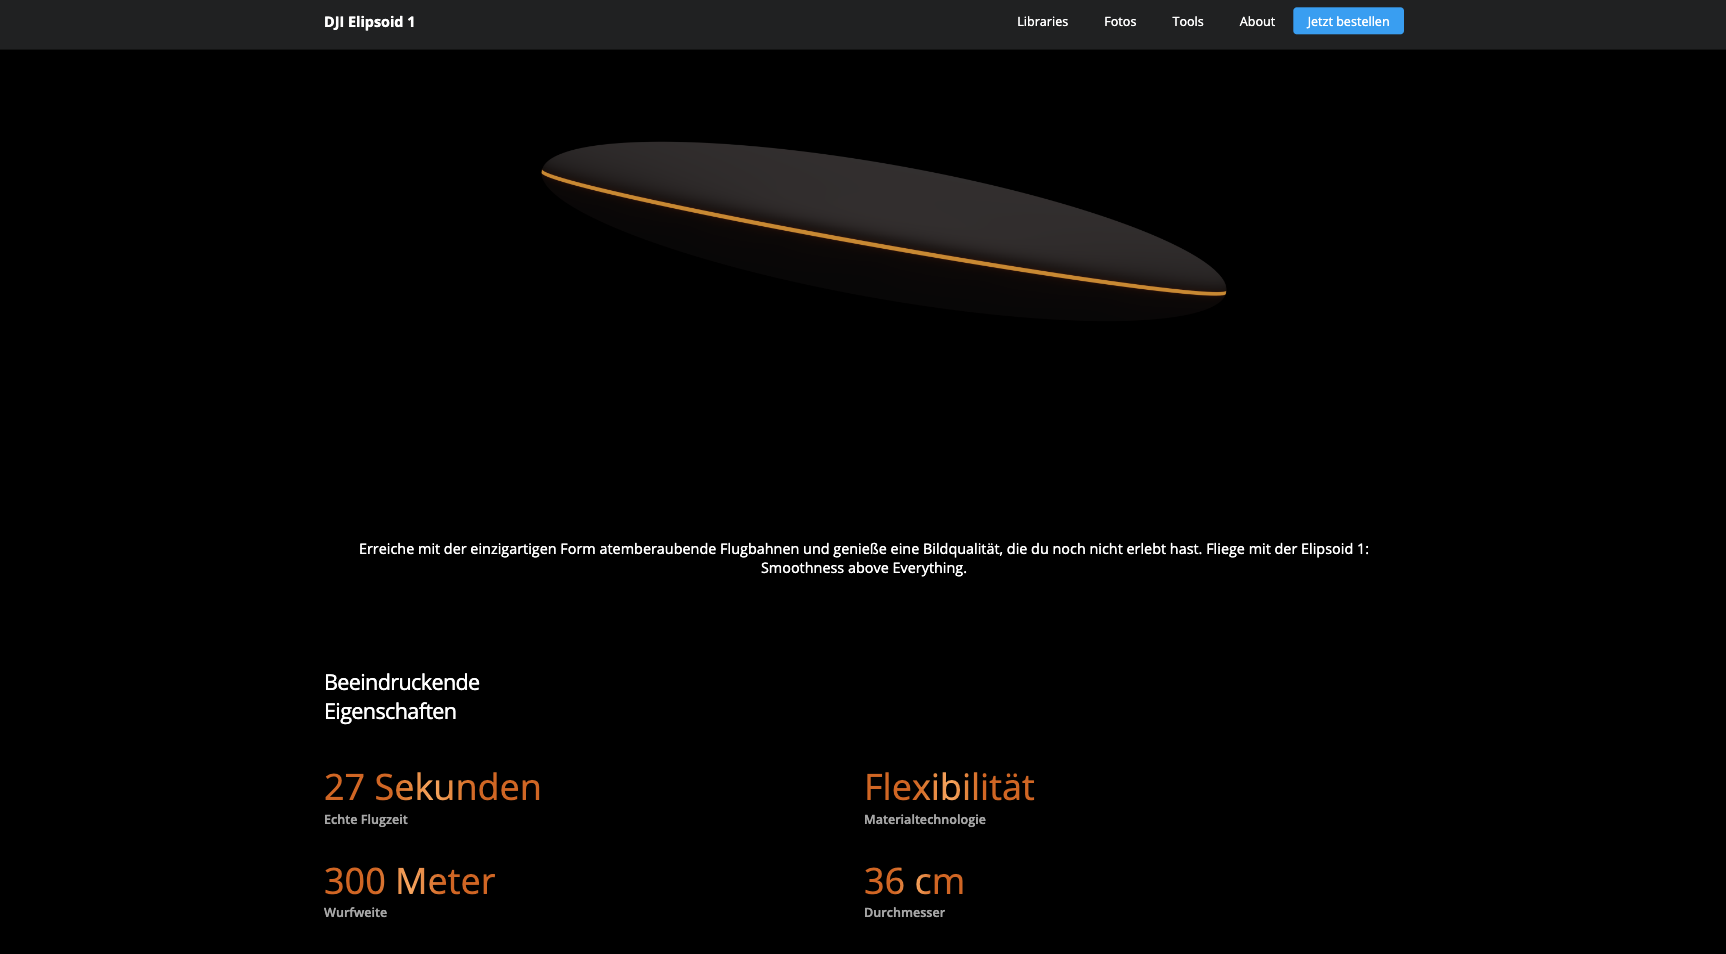 DJI Elipsoid 1
Libraries
Fotos
Tools
About
Jetzt bestellen
Erreiche mit der einzigartigen Form atemberaubende Flugbahnen und genieße eine Bildqualität, die du noch nicht erlebt hast. Fliege mit der Elipsoid 1:
Smoothness above Everything.
Beeindruckende
Eigenschaften
27 Sekunden
Echte Flugzeit
Flexibilität
Materialtechnologie
300 Meter
Wurfweite
36 cm
Durchmesser